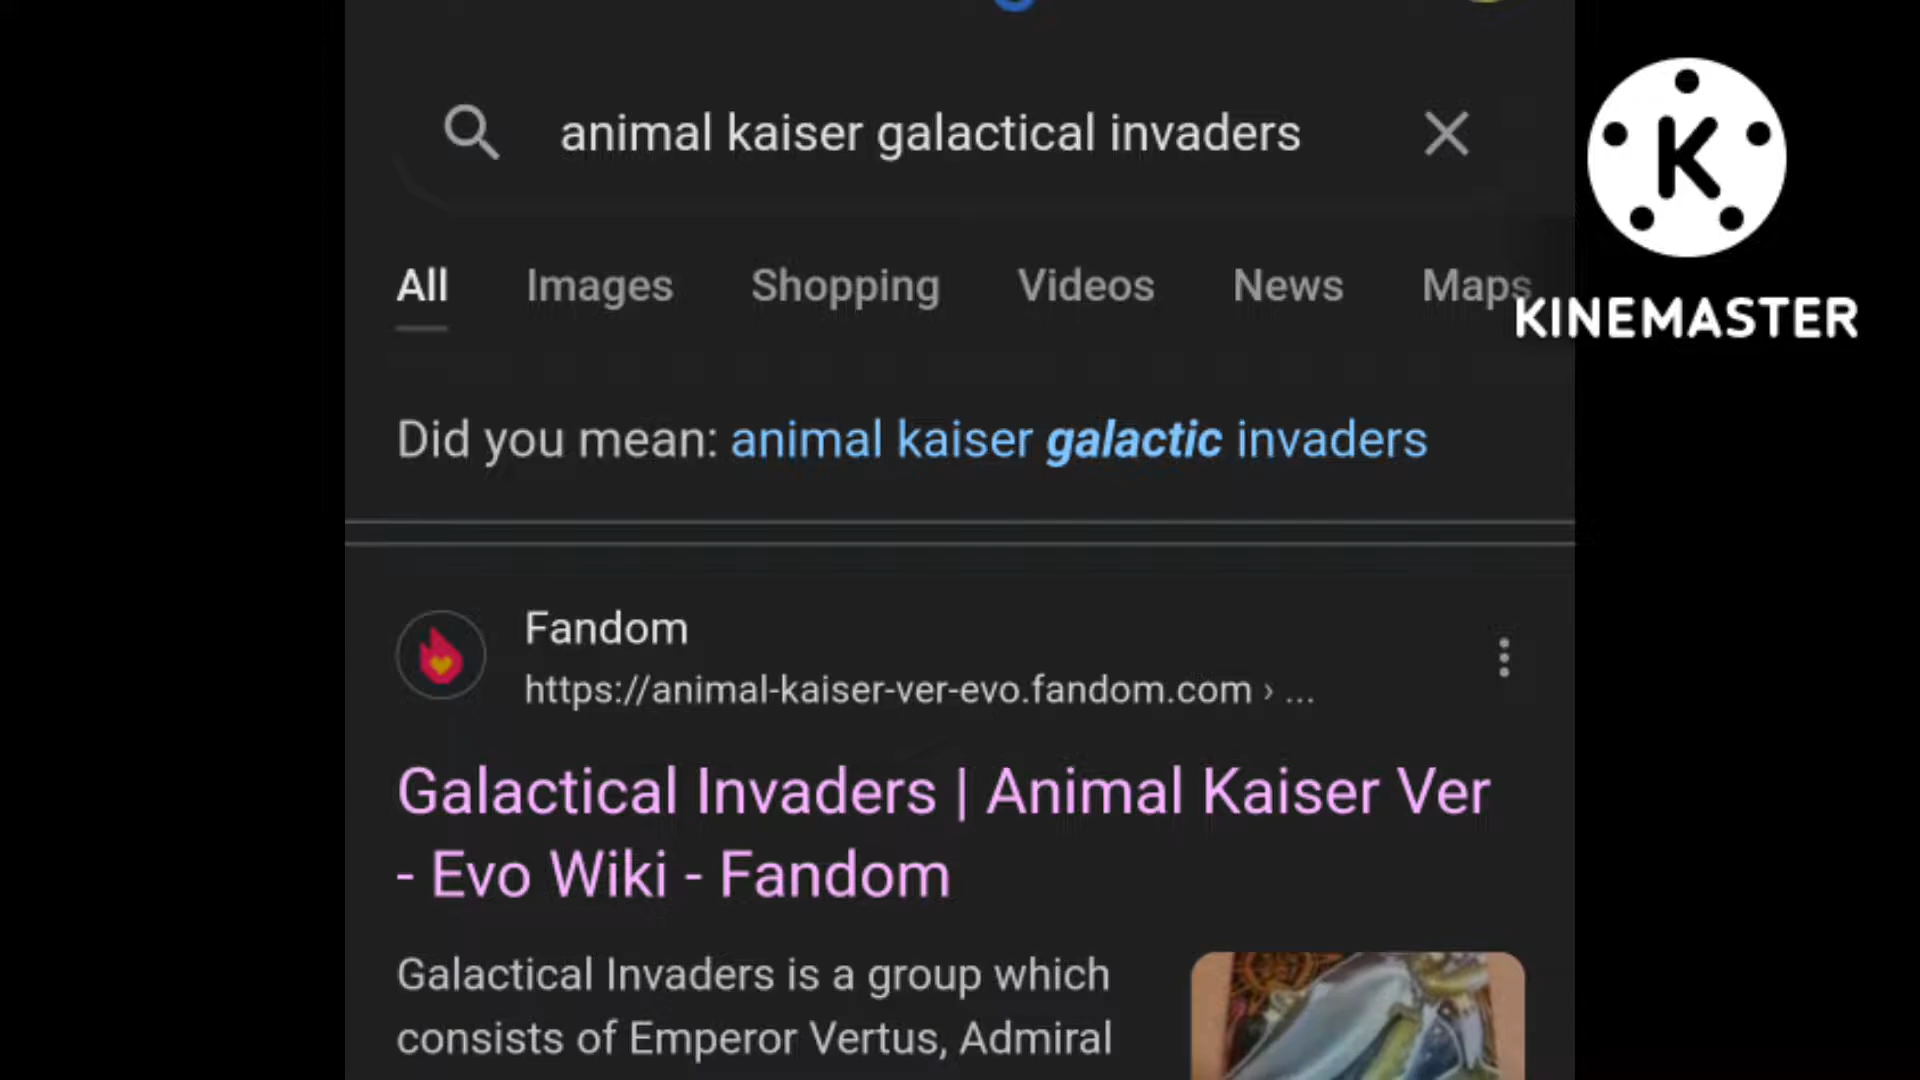 animal kaiser galactical invaders
All Images Shopping Videos News Maps
KINEMASTER
Did you mean: animal kaiser galactic invaders
Fandom
https://animal-kaiser-ver-evo.fandom.com › ...
Galactical Invaders | Animal Kaiser Ver
- Evo Wiki - Fandom
Galactical Invaders is a group which
consists of Emperor Vertus, Admiral